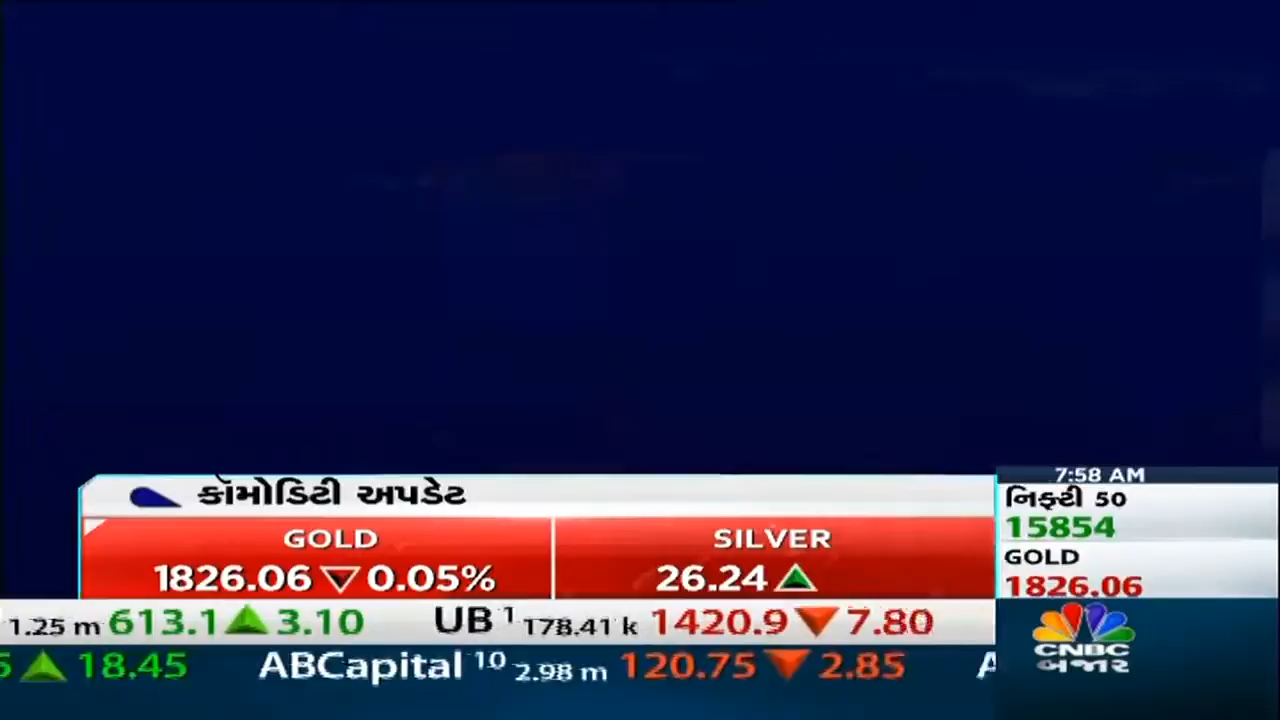 7:58 AM
કૉમોડિટી અપડેટ
નિફ્ટી 50
15854
GOLD
1826.06 ▼ 0.05%
SILVER
26.24 ▲
GOLD
1826.06
1.25 m 613.1 ▲ 3.10 UB 1 178.41 k 1420.9 ▼ 7.80
▲ 18.45 ABCapital 10 2.98 m 120.75 ▼ 2.85
CNBC
બજાર